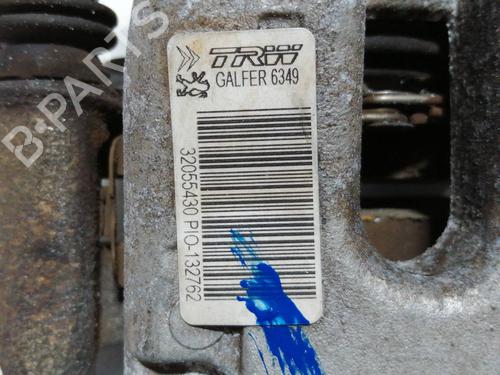 TRW
GALFER 6349
32055430 PIO-132762
B-PARTS